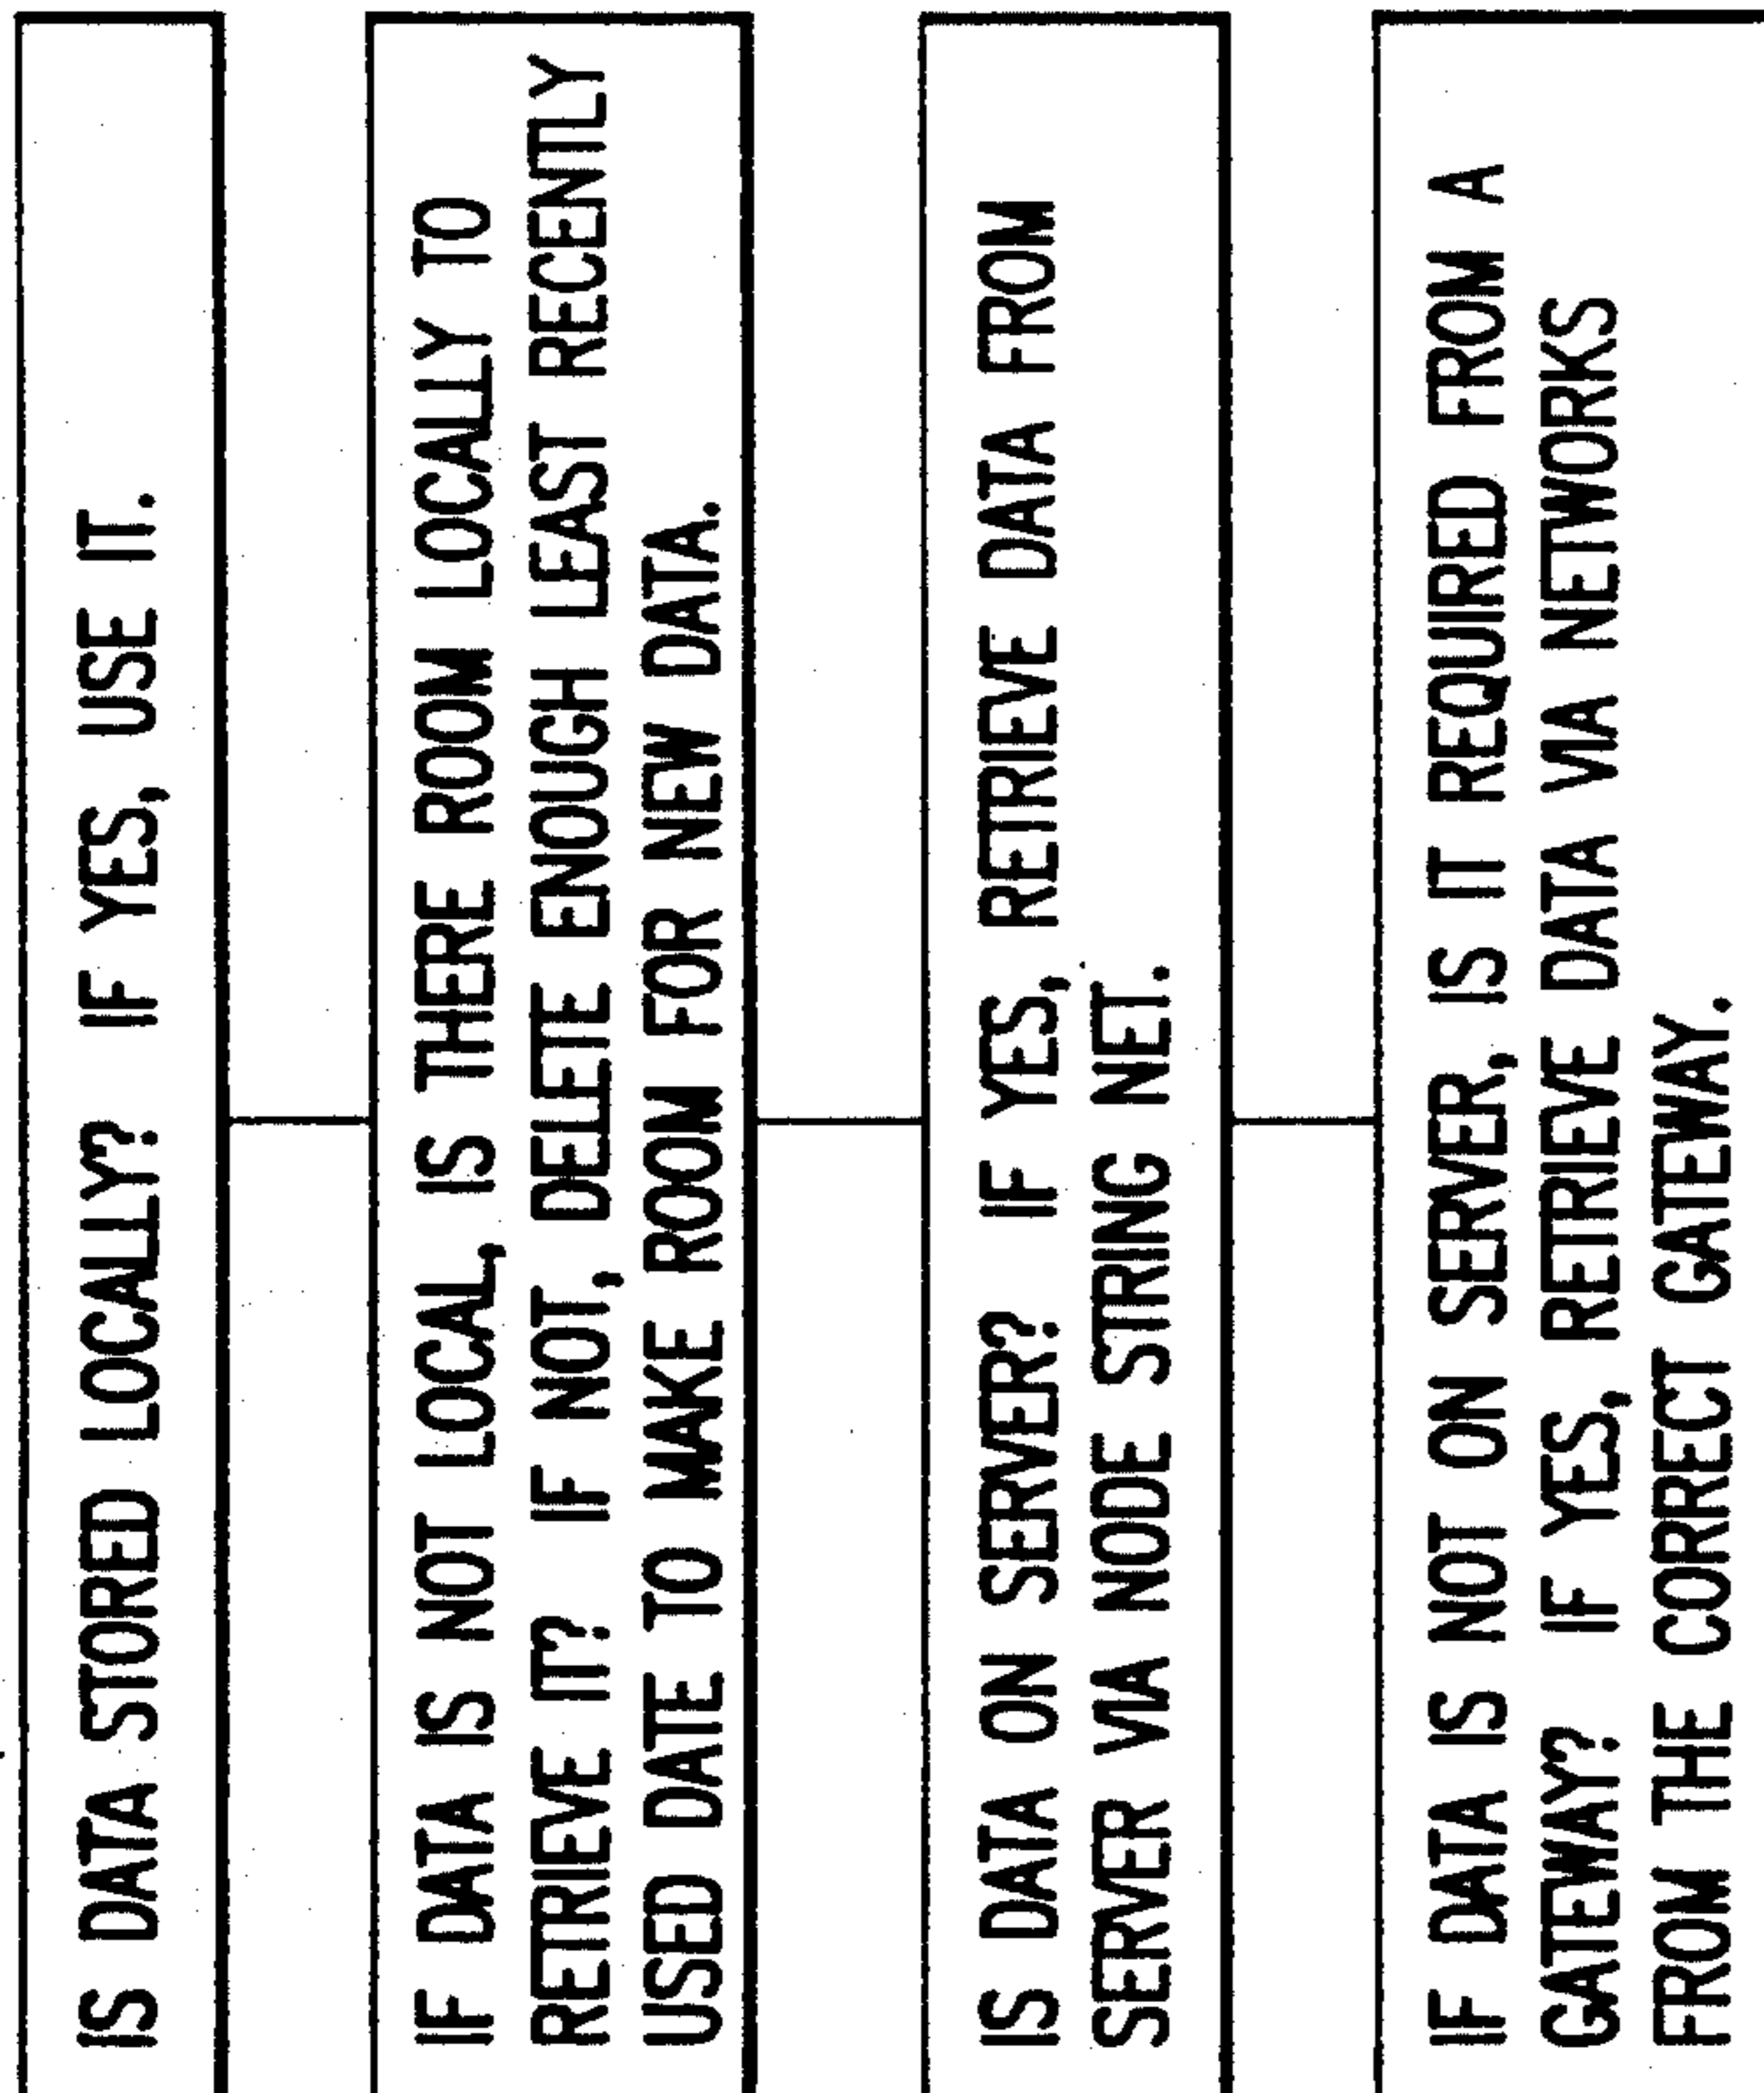 IS DATA STORED LOCALLY? IF YES, USE IT.
IF DATA IS NOT LOCAL, IS THERE ROOM LOCALLY TO
RETRIEVE IT? IF NOT, DELETE ENOUGH LEAST RECENTLY
USED DATE TO MAKE ROOM FOR NEW DATA.
IS DATA ON SERVER? IF YES, RETRIEVE DATA FROM
SERVER VIA NODE STRING NET.
IF DATA IS NOT ON SERVER, IS IT REQUIRED FROM A
GATEWAY? IF YES, RETRIEVE DATA VIA NETWORKS
FROM THE CORRECT GATEWAY.